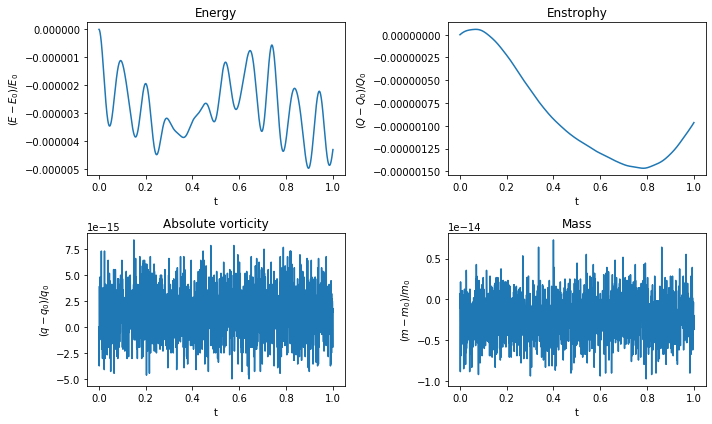 Energy
(E − E₀)/E₀
0.000000
−0.000001
−0.000002
−0.000003
−0.000004
−0.000005
0.0 0.2 0.4 0.6 0.8 1.0
t
Enstrophy
(Q − Q₀)/Q₀
0.00000000
−0.00000025
−0.00000050
−0.00000075
−0.00000100
−0.00000125
−0.00000150
0.0 0.2 0.4 0.6 0.8 1.0
t
1e−15
Absolute vorticity
(q − q₀)/q₀
7.5
5.0
2.5
0.0
−2.5
−5.0
0.0 0.2 0.4 0.6 0.8 1.0
t
1e−14
Mass
(m − m₀)/m₀
0.5
0.0
−0.5
−1.0
0.0 0.2 0.4 0.6 0.8 1.0
t